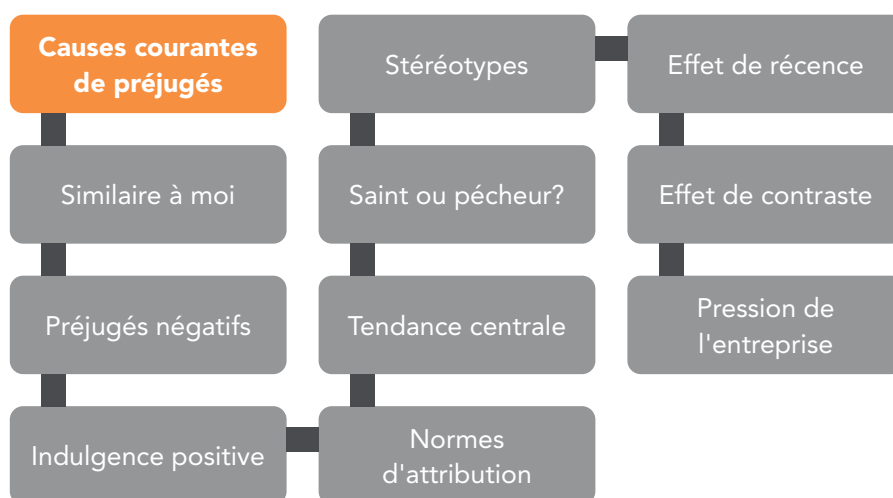 Causes courantes
de préjugés
Similaire à moi
Préjugés négatifs
Indulgence positive
Normes
d'attribution
Tendance centrale
Saint ou pécheur?
Stéréotypes
Effet de récence
Effet de contraste
Pression de
l'entreprise